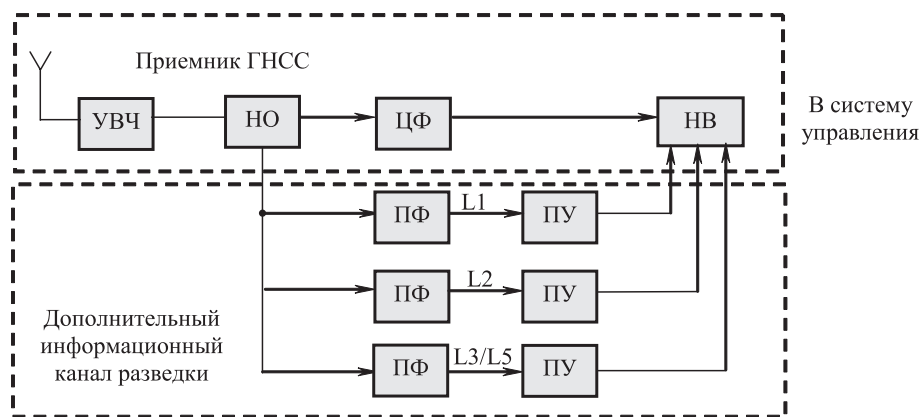 Приемник ГНСС
УВЧ
НО
ЦФ
НВ
В систему
управления
ПФ
L1
ПУ
ПФ
L2
ПУ
Дополнительный
информационный
канал разведки
ПФ
L3/L5
ПУ